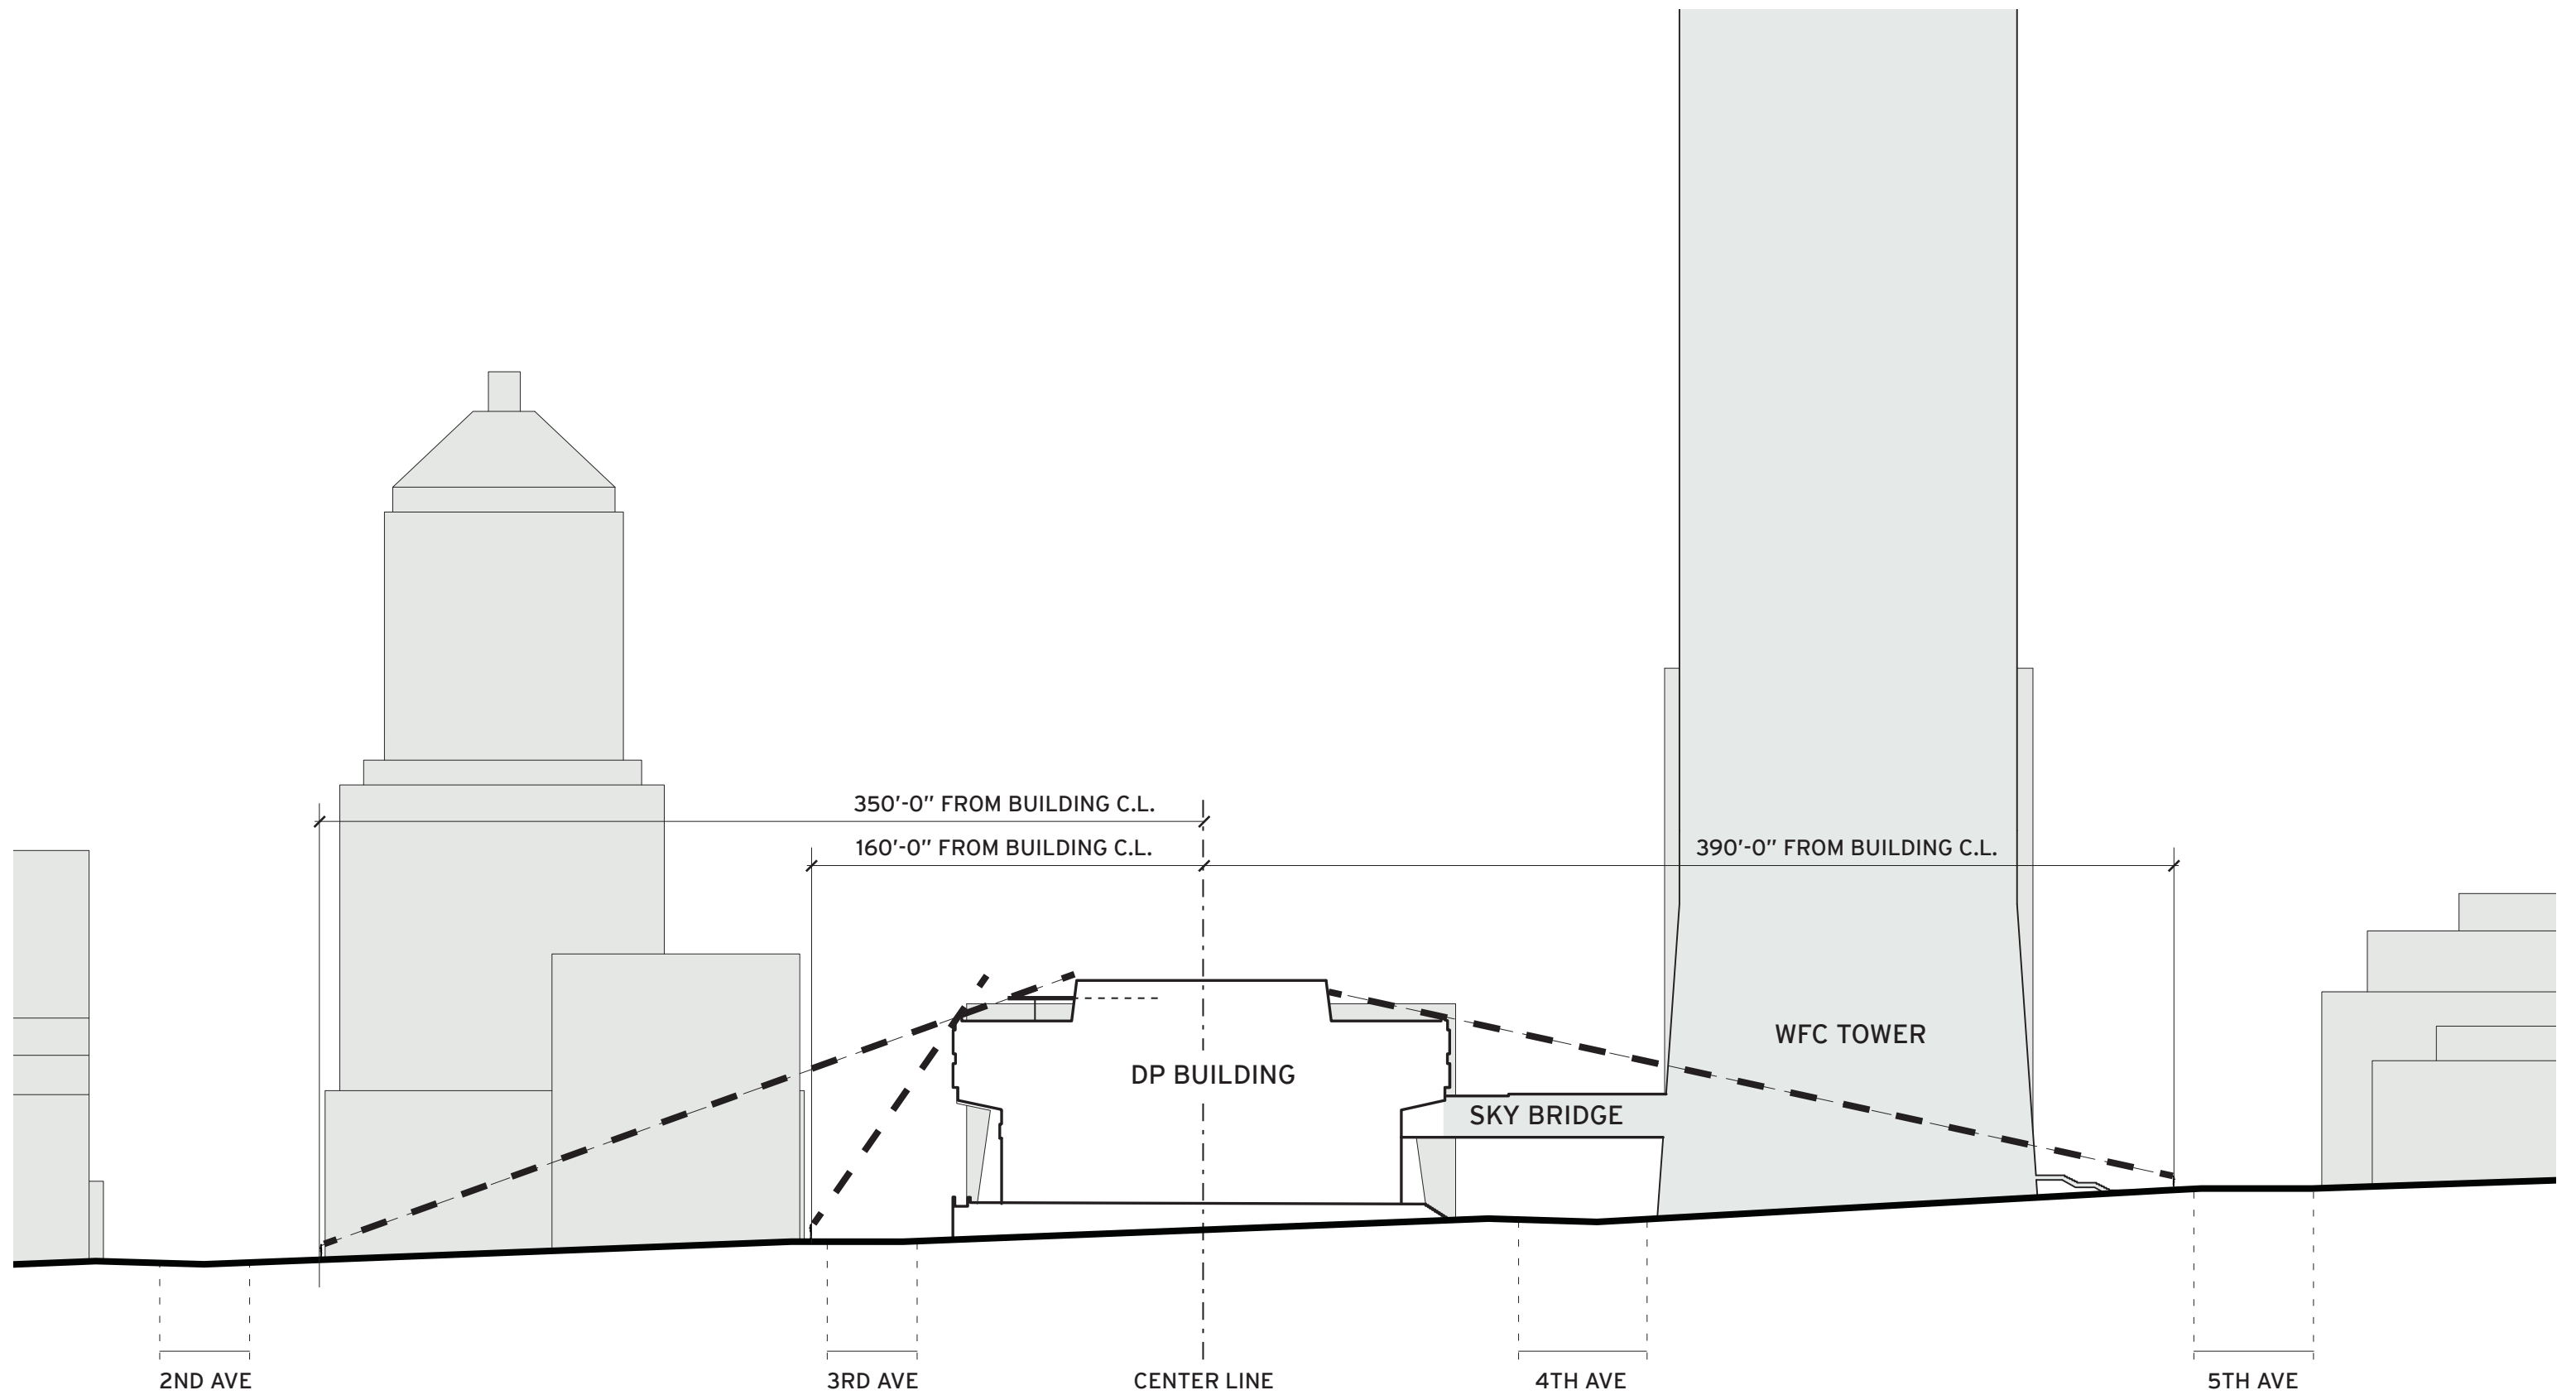 350'-0" FROM BUILDING C.L.
160'-0" FROM BUILDING C.L.
390'-0" FROM BUILDING C.L.
WFC TOWER
DP BUILDING
SKY BRIDGE
2ND AVE
3RD AVE
CENTER LINE
4TH AVE
5TH AVE